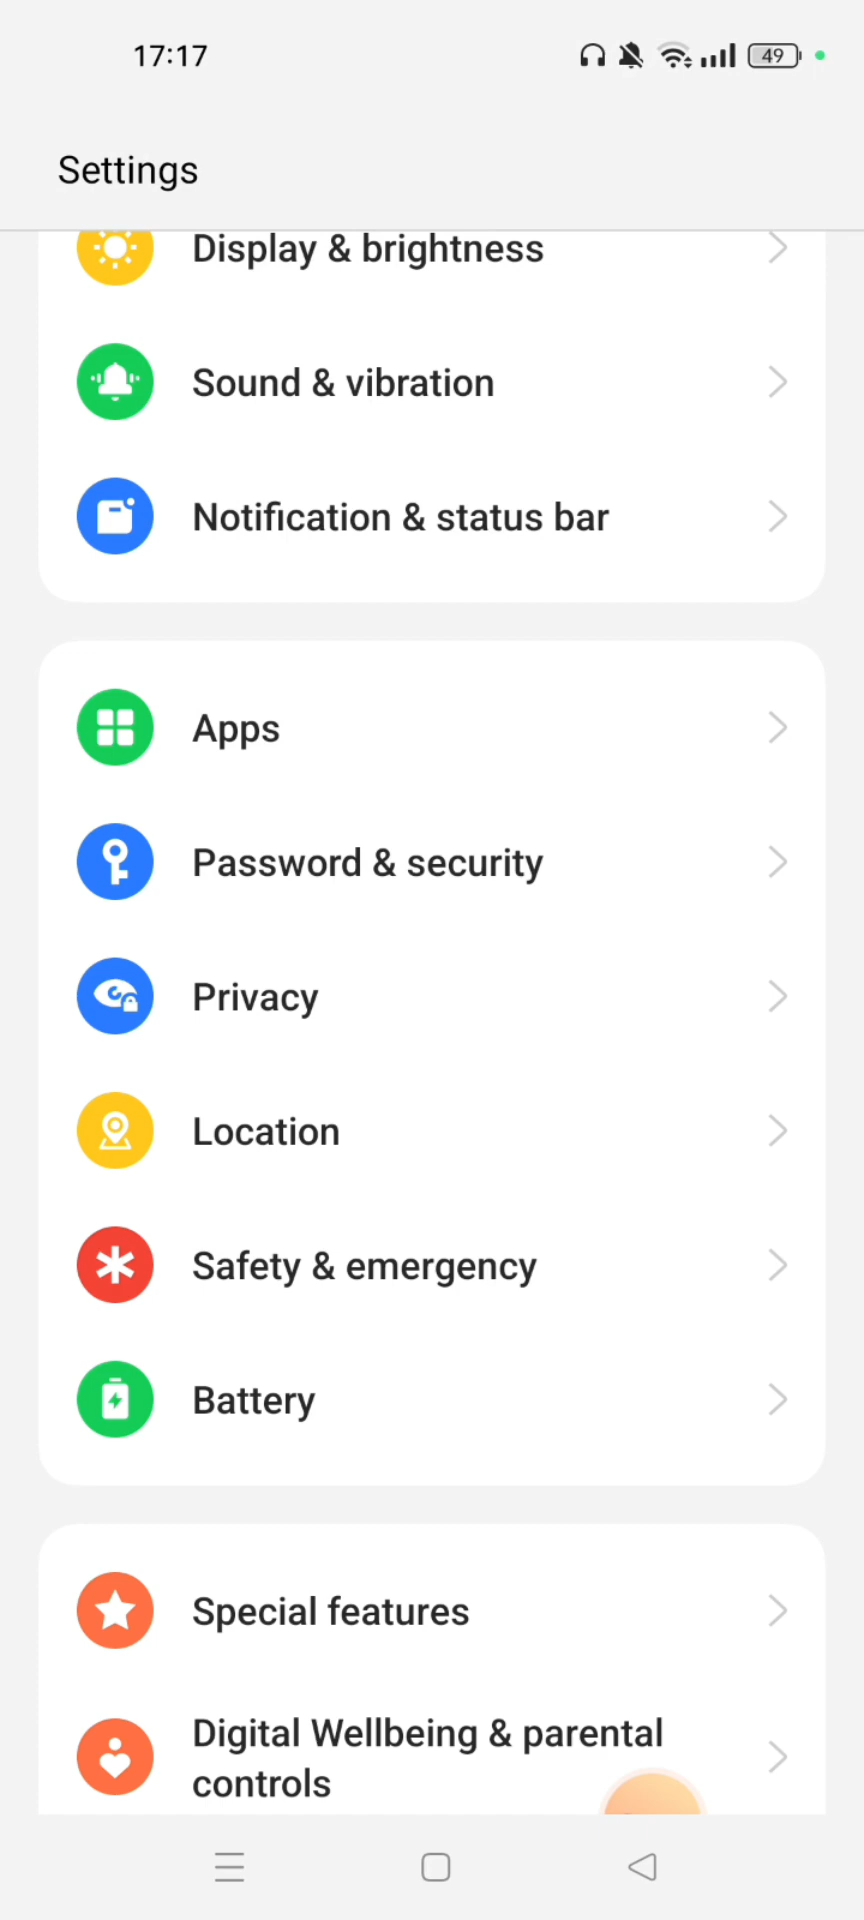 17:17
49
Settings
Display & brightness
Sound & vibration
Notification & status bar
Apps
Password & security
Privacy
Location
Safety & emergency
Battery
Special features
Digital Wellbeing & parental
controls